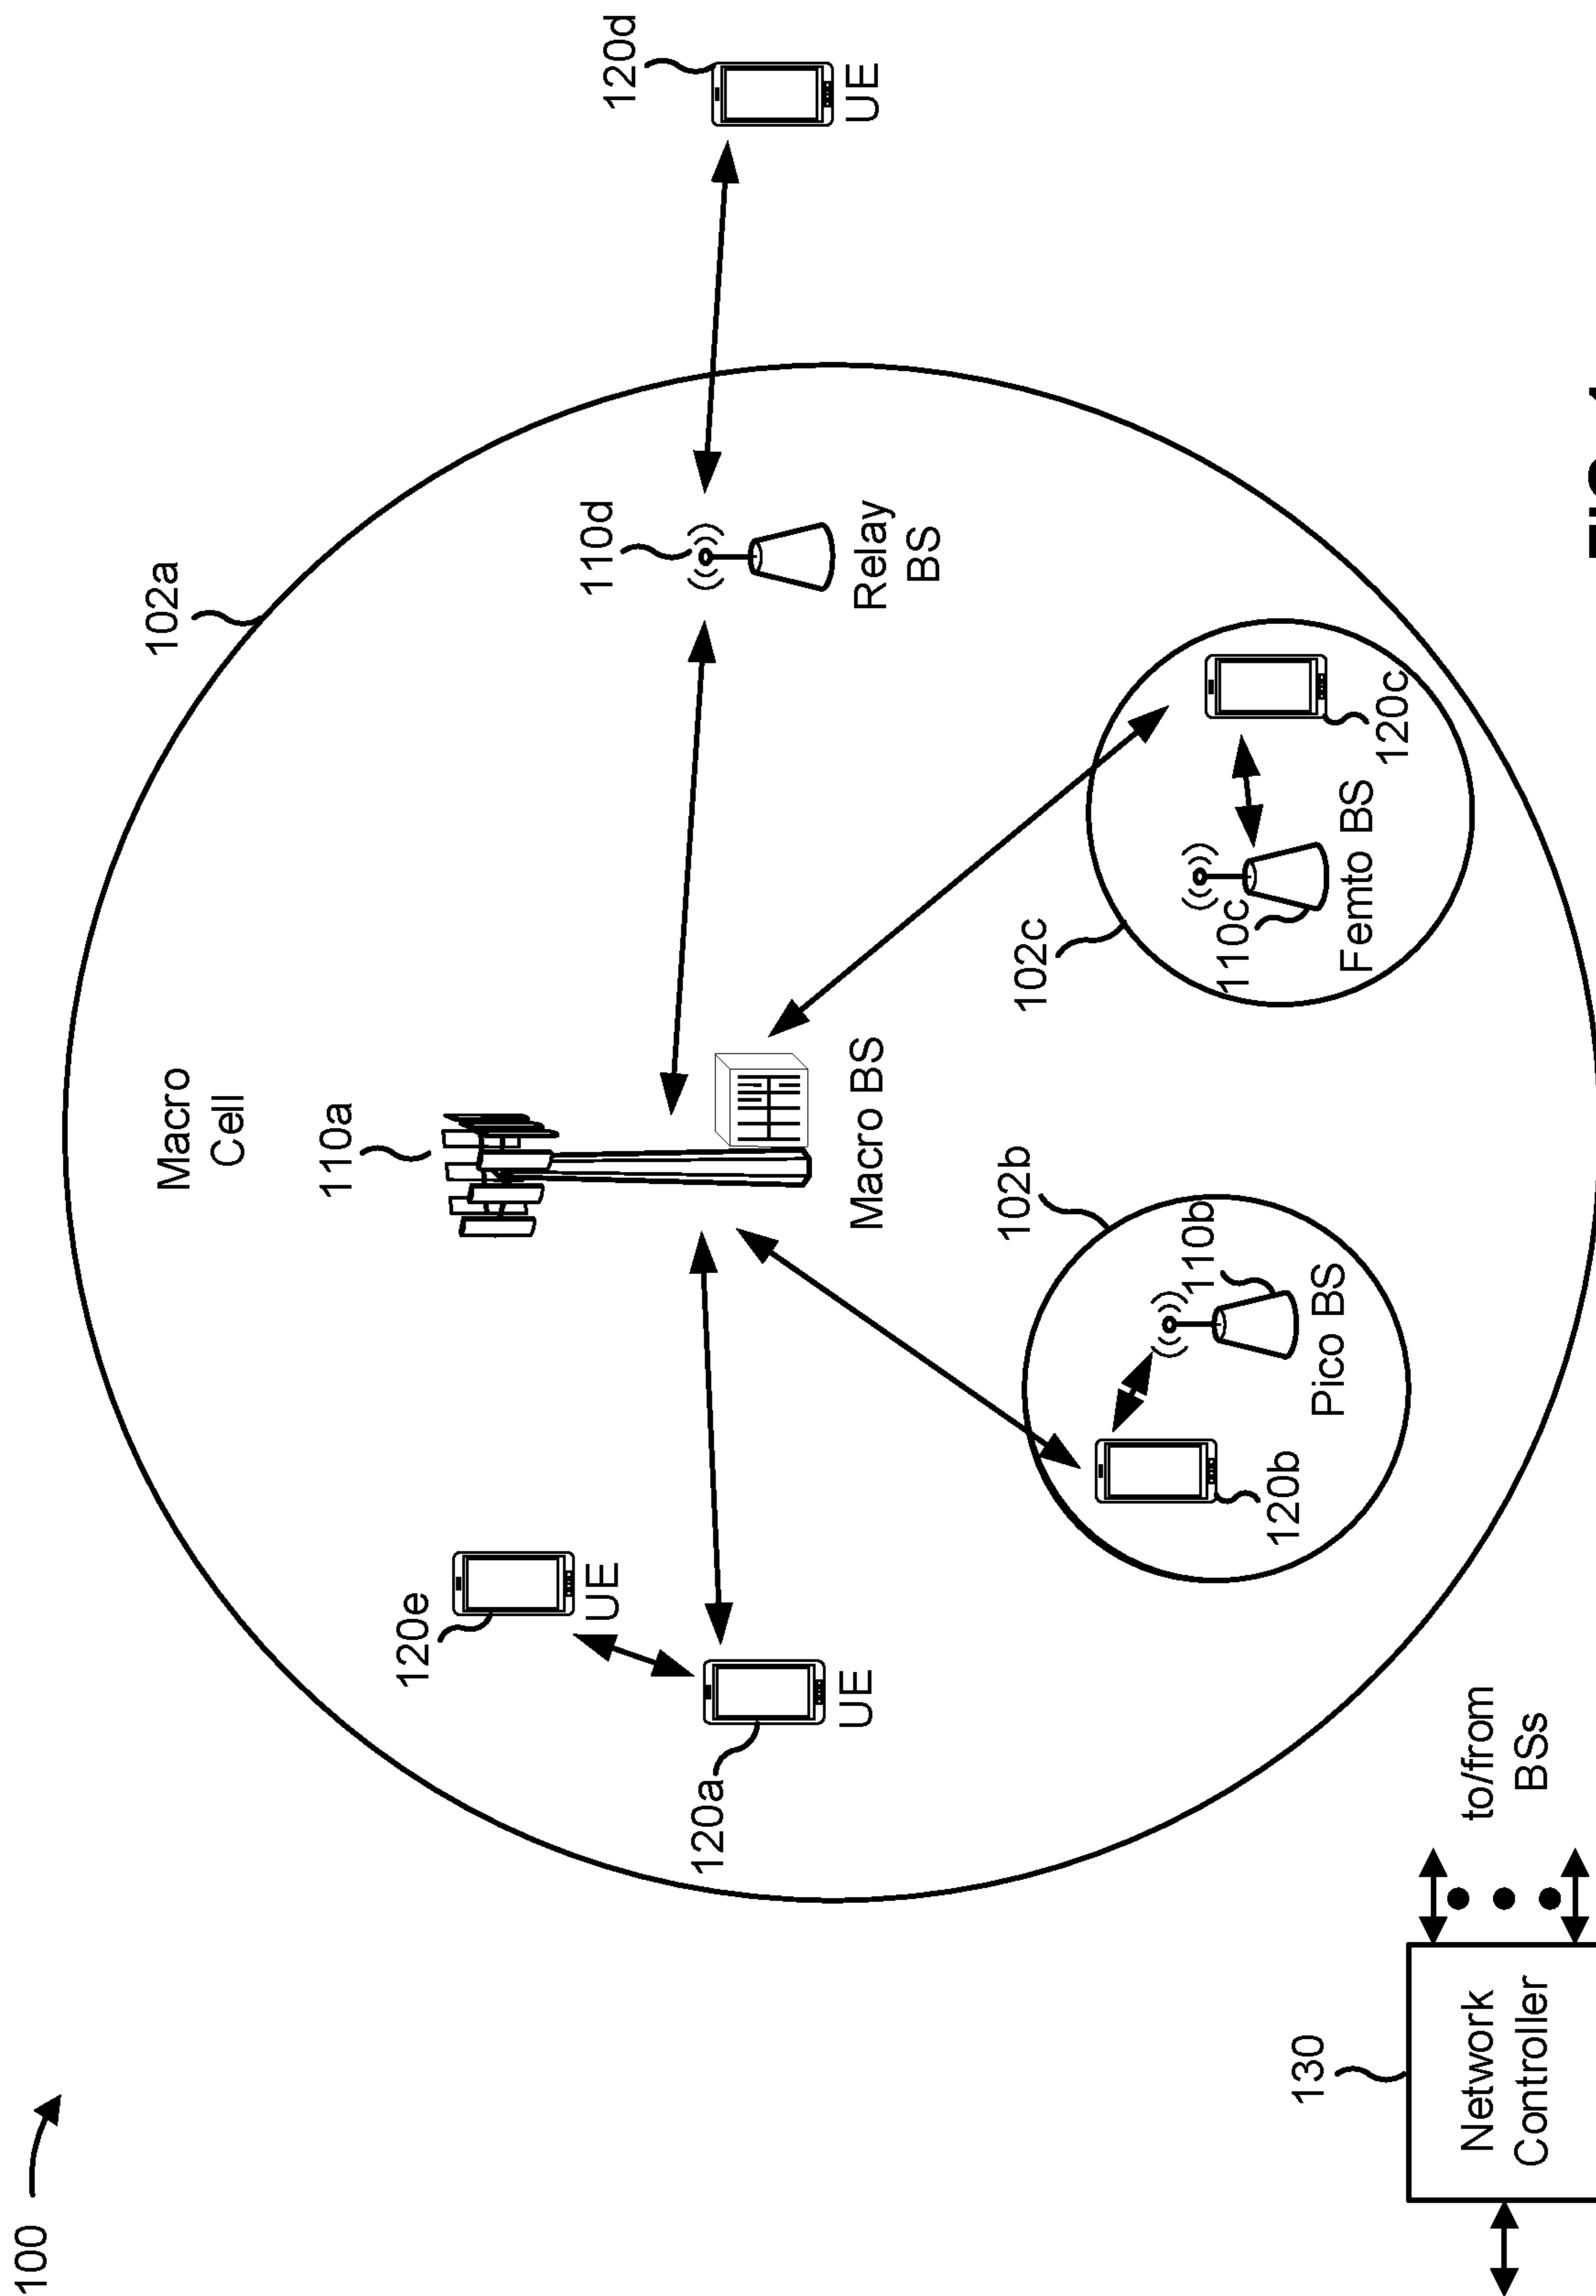 100
102a
Macro
Cell
110a
120e
UE
120a
UE
Macro BS
110d
Relay
BS
120d
UE
102b
110b
Pico BS
120b
102c
110c
Femto BS
120c
130
Network
Controller
to/from
BSs